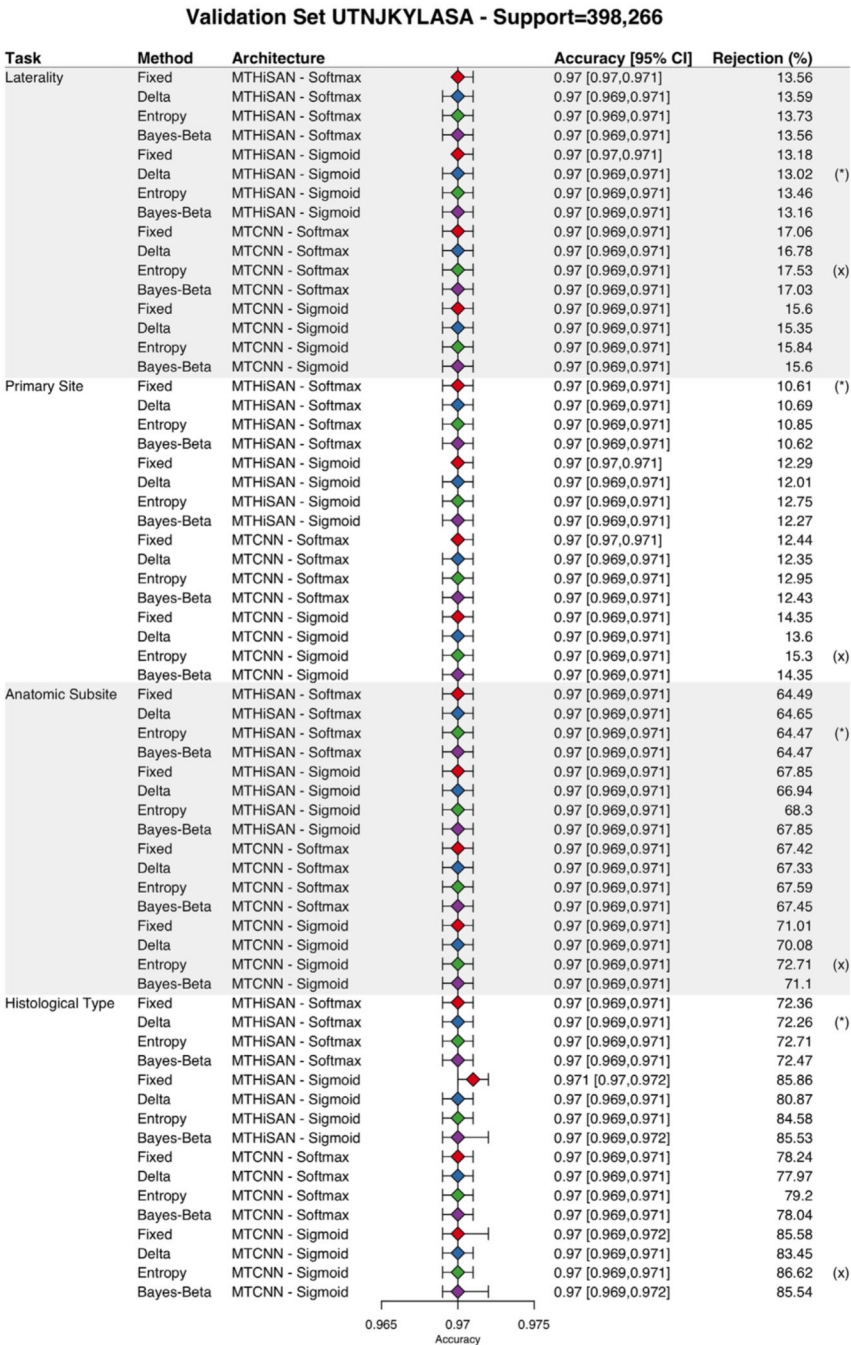 Validation Set UTNJKYLASA - Support=398,266
Task Method Architecture Accuracy [95% CI] Rejection (%)
Laterality Fixed MTHiSAN - Softmax 0.97 [0.97,0.971] 13.56
Delta MTHiSAN - Softmax 0.97 [0.969,0.971] 13.59
Entropy MTHiSAN - Softmax 0.97 [0.969,0.971] 13.73
Bayes-Beta MTHiSAN - Softmax 0.97 [0.969,0.971] 13.56
Fixed MTHiSAN - Sigmoid 0.97 [0.97,0.971] 13.18
Delta MTHiSAN - Sigmoid 0.97 [0.969,0.971] 13.02 (*)
Entropy MTHiSAN - Sigmoid 0.97 [0.969,0.971] 13.46
Bayes-Beta MTHiSAN - Sigmoid 0.97 [0.969,0.971] 13.16
Fixed MTCNN - Softmax 0.97 [0.969,0.971] 17.06
Delta MTCNN - Softmax 0.97 [0.969,0.971] 16.78
Entropy MTCNN - Softmax 0.97 [0.969,0.971] 17.53 (x)
Bayes-Beta MTCNN - Softmax 0.97 [0.969,0.971] 17.03
Fixed MTCNN - Sigmoid 0.97 [0.969,0.971] 15.6
Delta MTCNN - Sigmoid 0.97 [0.969,0.971] 15.35
Entropy MTCNN - Sigmoid 0.97 [0.969,0.971] 15.84
Bayes-Beta MTCNN - Sigmoid 0.97 [0.969,0.971] 15.6
Primary Site Fixed MTHiSAN - Softmax 0.97 [0.969,0.971] 10.61 (*)
Delta MTHiSAN - Softmax 0.97 [0.969,0.971] 10.69
Entropy MTHiSAN - Softmax 0.97 [0.969,0.971] 10.85
Bayes-Beta MTHiSAN - Softmax 0.97 [0.969,0.971] 10.62
Fixed MTHiSAN - Sigmoid 0.97 [0.97,0.971] 12.29
Delta MTHiSAN - Sigmoid 0.97 [0.969,0.971] 12.01
Entropy MTHiSAN - Sigmoid 0.97 [0.969,0.971] 12.75
Bayes-Beta MTHiSAN - Sigmoid 0.97 [0.969,0.971] 12.27
Fixed MTCNN - Softmax 0.97 [0.97,0.971] 12.44
Delta MTCNN - Softmax 0.97 [0.969,0.971] 12.35
Entropy MTCNN - Softmax 0.97 [0.969,0.971] 12.95
Bayes-Beta MTCNN - Softmax 0.97 [0.969,0.971] 12.43
Fixed MTCNN - Sigmoid 0.97 [0.969,0.971] 14.35
Delta MTCNN - Sigmoid 0.97 [0.969,0.971] 13.6
Entropy MTCNN - Sigmoid 0.97 [0.969,0.971] 15.3 (x)
Bayes-Beta MTCNN - Sigmoid 0.97 [0.969,0.971] 14.35
Anatomic Subsite Fixed MTHiSAN - Softmax 0.97 [0.969,0.971] 64.49
Delta MTHiSAN - Softmax 0.97 [0.969,0.971] 64.65
Entropy MTHiSAN - Softmax 0.97 [0.969,0.971] 64.47 (*)
Bayes-Beta MTHiSAN - Softmax 0.97 [0.969,0.971] 64.47
Fixed MTHiSAN - Sigmoid 0.97 [0.969,0.971] 67.85
Delta MTHiSAN - Sigmoid 0.97 [0.969,0.971] 66.94
Entropy MTHiSAN - Sigmoid 0.97 [0.969,0.971] 68.3
Bayes-Beta MTHiSAN - Sigmoid 0.97 [0.969,0.971] 67.85
Fixed MTCNN - Softmax 0.97 [0.969,0.971] 67.42
Delta MTCNN - Softmax 0.97 [0.969,0.971] 67.33
Entropy MTCNN - Softmax 0.97 [0.969,0.971] 67.59
Bayes-Beta MTCNN - Softmax 0.97 [0.969,0.971] 67.45
Fixed MTCNN - Sigmoid 0.97 [0.969,0.971] 71.01
Delta MTCNN - Sigmoid 0.97 [0.969,0.971] 70.08
Entropy MTCNN - Sigmoid 0.97 [0.969,0.971] 72.71 (x)
Bayes-Beta MTCNN - Sigmoid 0.97 [0.969,0.971] 71.1
Histological Type Fixed MTHiSAN - Softmax 0.97 [0.969,0.971] 72.36
Delta MTHiSAN - Softmax 0.97 [0.969,0.971] 72.26 (*)
Entropy MTHiSAN - Softmax 0.97 [0.969,0.971] 72.71
Bayes-Beta MTHiSAN - Softmax 0.97 [0.969,0.971] 72.47
Fixed MTHiSAN - Sigmoid 0.971 [0.97,0.972] 85.86
Delta MTHiSAN - Sigmoid 0.97 [0.969,0.971] 80.87
Entropy MTHiSAN - Sigmoid 0.97 [0.969,0.971] 84.58
Bayes-Beta MTHiSAN - Sigmoid 0.97 [0.969,0.972] 85.53
Fixed MTCNN - Softmax 0.97 [0.969,0.971] 78.24
Delta MTCNN - Softmax 0.97 [0.969,0.971] 77.97
Entropy MTCNN - Softmax 0.97 [0.969,0.971] 79.2
Bayes-Beta MTCNN - Softmax 0.97 [0.969,0.971] 78.04
Fixed MTCNN - Sigmoid 0.97 [0.969,0.972] 85.58
Delta MTCNN - Sigmoid 0.97 [0.969,0.971] 83.45
Entropy MTCNN - Sigmoid 0.97 [0.969,0.971] 86.62 (x)
Bayes-Beta MTCNN - Sigmoid 0.97 [0.969,0.972] 85.54
0.965 0.97 0.975
Accuracy